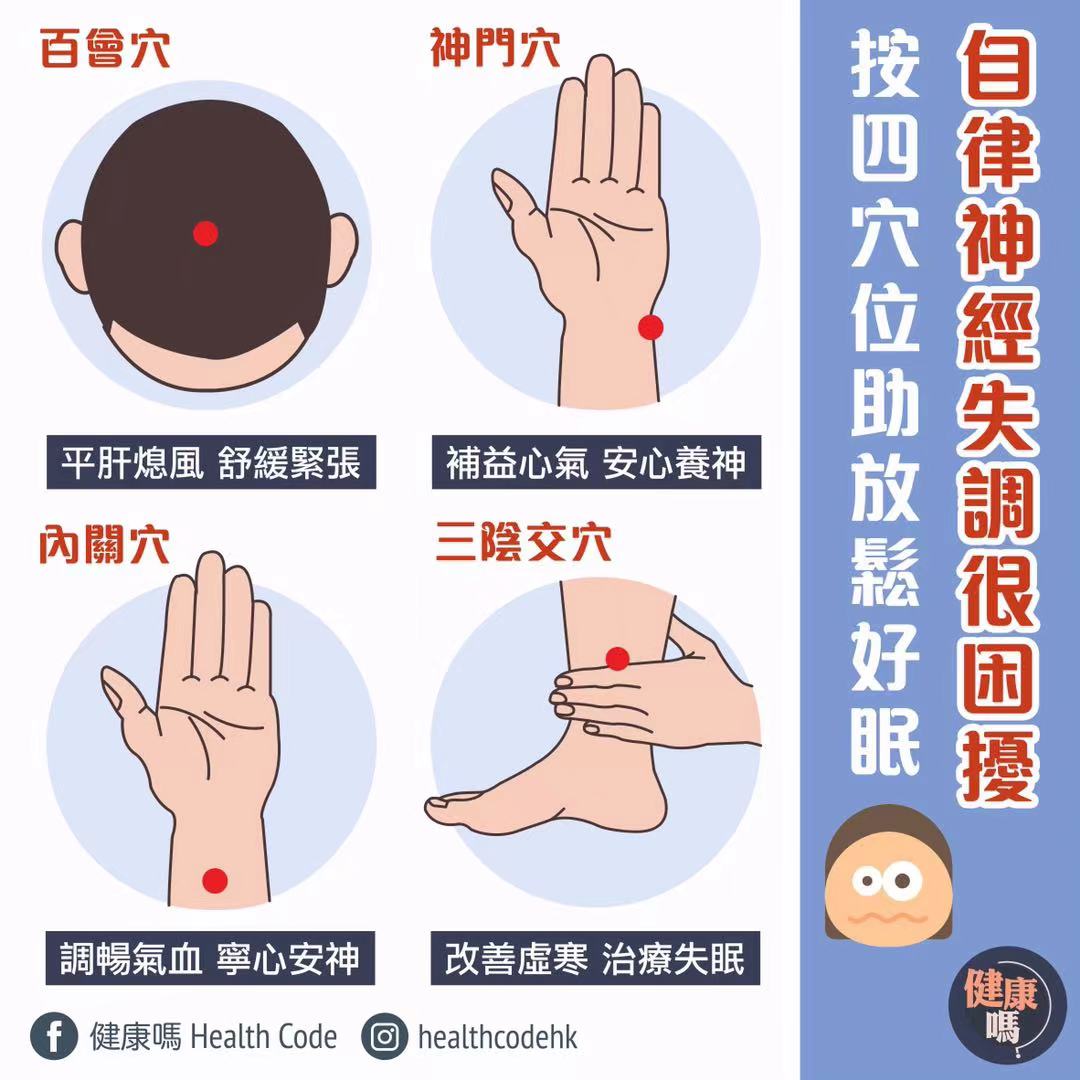 自律神經失調很困擾
按四穴位助放鬆好眠
百會穴
平肝熄風 舒緩緊張
神門穴
補益心氣 安心養神
內關穴
調暢氣血 寧心安神
三陰交穴
改善虛寒 治療失眠
健康嗎 Health Code
healthcodehk
健康
嗎